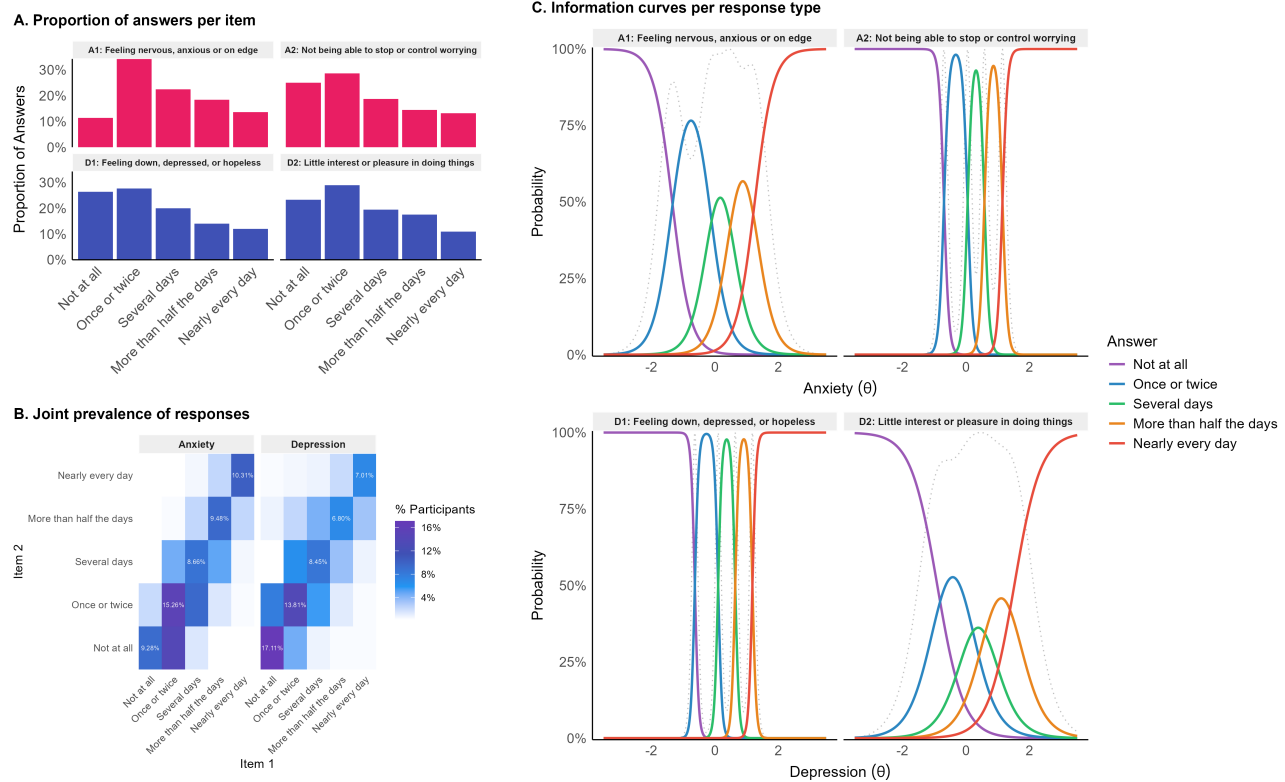 A. Proportion of answers per item
A1: Feeling nervous, anxious or on edge
A2: Not being able to stop or control worrying
30%
20%
10%
0%
D1: Feeling down, depressed, or hopeless
D2: Little interest or pleasure in doing things
30%
20%
10%
0%
Proportion of Answers
Not at all
Once or twice
Several days
More than half the days
Nearly every day
Not at all
Once or twice
Several days
More than half the days
Nearly every day
B. Joint prevalence of responses
Anxiety
Depression
Nearly every day
10.31%
7.01%
More than half the days
9.48%
6.80%
Several days
8.66%
8.45%
Once or twice
15.26%
13.81%
Not at all
9.28%
17.11%
Item 2
Not at all
Once or twice
Several days
More than half the days
Nearly every day
Not at all
Once or twice
Several days
More than half the days
Nearly every day
Item 1
% Participants
16%
12%
8%
4%
C. Information curves per response type
A1: Feeling nervous, anxious or on edge
A2: Not being able to stop or control worrying
100%
75%
50%
25%
0%
Probability
-2
0
2
-2
0
2
Anxiety (θ)
D1: Feeling down, depressed, or hopeless
D2: Little interest or pleasure in doing things
100%
75%
50%
25%
0%
Probability
-2
0
2
-2
0
2
Depression (θ)
Answer
Not at all
Once or twice
Several days
More than half the days
Nearly every day